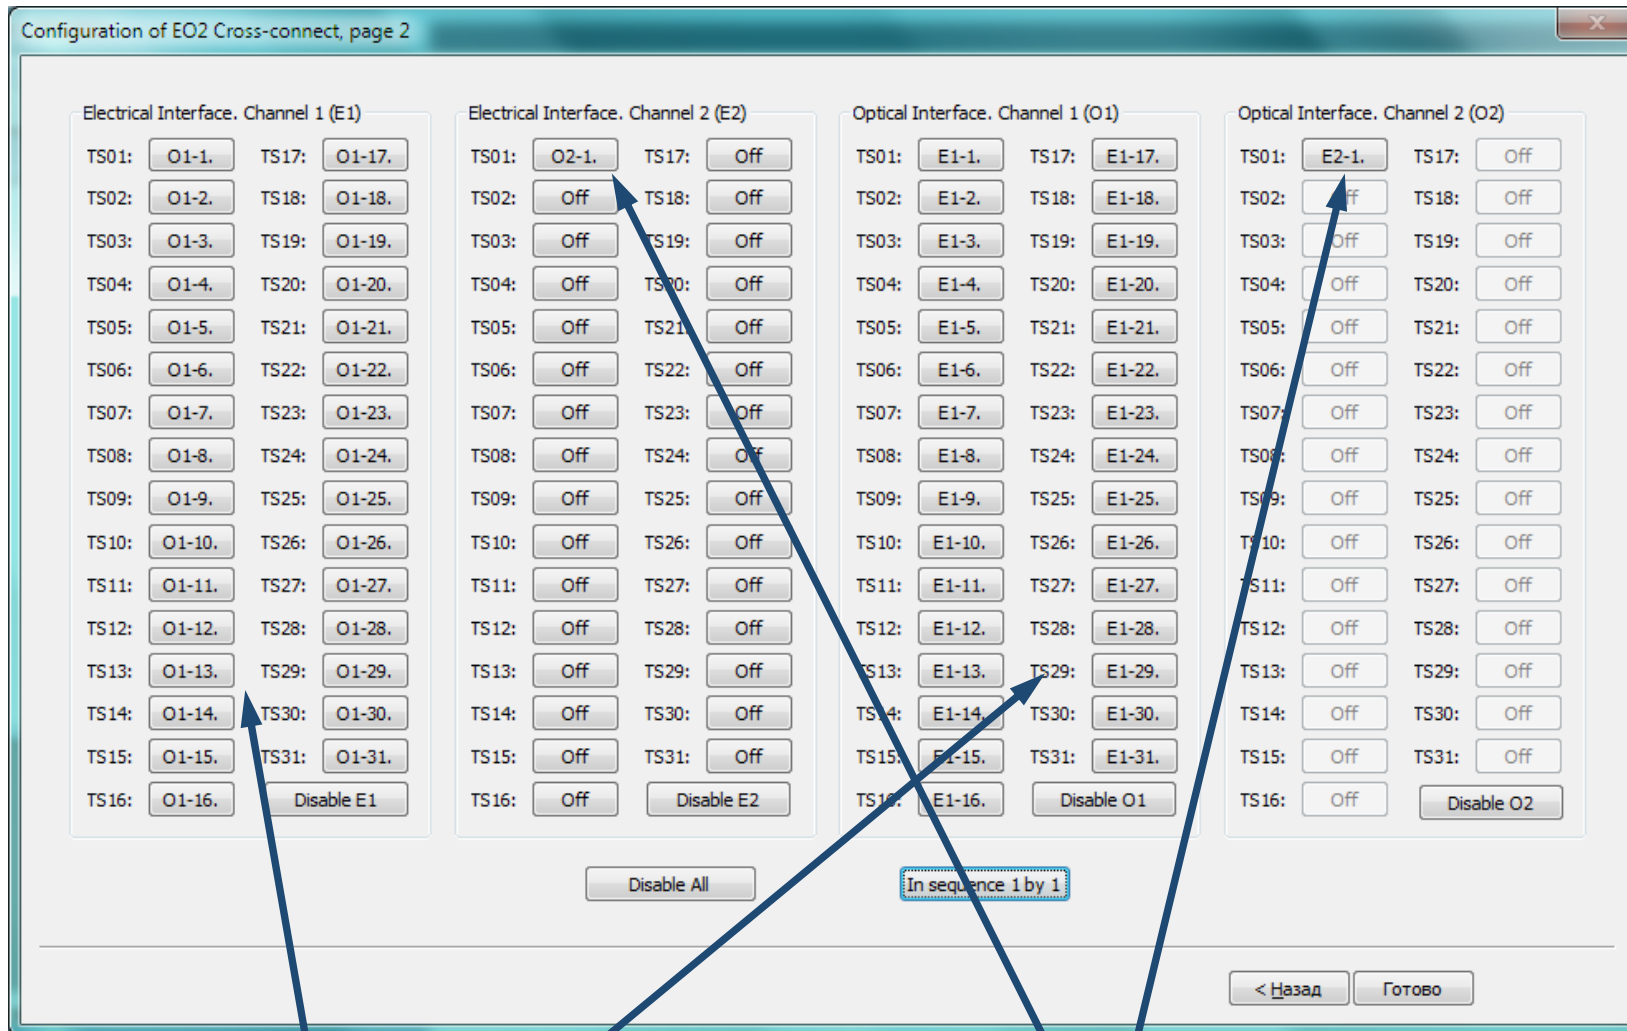 Configuration of EO2 Cross-connect, page 2
Electrical Interface. Channel 1 (E1) Electrical Interface. Channel 2 (E2) Optical Interface. Channel 1 (O1) Optical Interface. Channel 2 (O2)
TS01: O1-1. TS17: O1-17. TS01: O2-1. TS17: Off TS01: E1-1. TS17: E1-17. TS01: E2-1. TS17: Off
TS02: O1-2. TS18: O1-18. TS02: Off TS18: Off TS02: E1-2. TS18: E1-18. TS02: Off TS18: Off
TS03: O1-3. TS19: O1-19. TS03: Off TS19: Off TS03: E1-3. TS19: E1-19. TS03: Off TS19: Off
TS04: O1-4. TS20: O1-20. TS04: Off TS20: Off TS04: E1-4. TS20: E1-20. TS04: Off TS20: Off
TS05: O1-5. TS21: O1-21. TS05: Off TS21: Off TS05: E1-5. TS21: E1-21. TS05: Off TS21: Off
TS06: O1-6. TS22: O1-22. TS06: Off TS22: Off TS06: E1-6. TS22: E1-22. TS06: Off TS22: Off
TS07: O1-7. TS23: O1-23. TS07: Off TS23: Off TS07: E1-7. TS23: E1-23. TS07: Off TS23: Off
TS08: O1-8. TS24: O1-24. TS08: Off TS24: Off TS08: E1-8. TS24: E1-24. TS08: Off TS24: Off
TS09: O1-9. TS25: O1-25. TS09: Off TS25: Off TS09: E1-9. TS25: E1-25. TS09: Off TS25: Off
TS10: O1-10. TS26: O1-26. TS10: Off TS26: Off TS10: E1-10. TS26: E1-26. TS10: Off TS26: Off
TS11: O1-11. TS27: O1-27. TS11: Off TS27: Off TS11: E1-11. TS27: E1-27. TS11: Off TS27: Off
TS12: O1-12. TS28: O1-28. TS12: Off TS28: Off TS12: E1-12. TS28: E1-28. TS12: Off TS28: Off
TS13: O1-13. TS29: O1-29. TS13: Off TS29: Off TS13: E1-13. TS29: E1-29. TS13: Off TS29: Off
TS14: O1-14. TS30: O1-30. TS14: Off TS30: Off TS14: E1-14. TS30: E1-30. TS14: Off TS30: Off
TS15: O1-15. TS31: O1-31. TS15: Off TS31: Off TS15: E1-15. TS31: E1-31. TS15: Off TS31: Off
TS16: O1-16. Disable E1 TS16: Off Disable E2 TS16: E1-16. Disable O1 TS16: Off Disable O2
Disable All In sequence 1 by 1
< Назад Готово